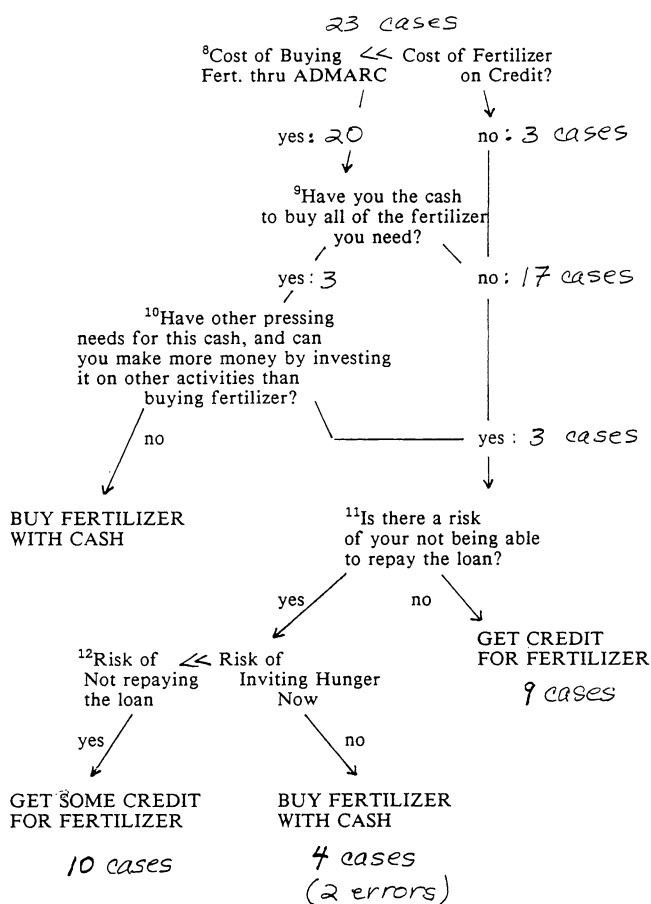 23 cases
⁸Cost of Buying << Cost of Fertilizer
Fert. thru ADMARC on Credit?
yes: 20 no: 3 cases
⁹Have you the cash
to buy all of the fertilizer
you need?
yes: 3 no: 17 cases
¹⁰Have other pressing
needs for this cash, and can
you make more money by investing
it on other activities than
buying fertilizer?
no yes: 3 cases
BUY FERTILIZER
WITH CASH
¹¹Is there a risk
of your not being able
to repay the loan?
yes no
GET CREDIT
FOR FERTILIZER
9 cases
¹²Risk of << Risk of
Not repaying Inviting Hunger
the loan Now
yes no
GET SOME CREDIT BUY FERTILIZER
FOR FERTILIZER WITH CASH
10 cases 4 cases
(2 errors)